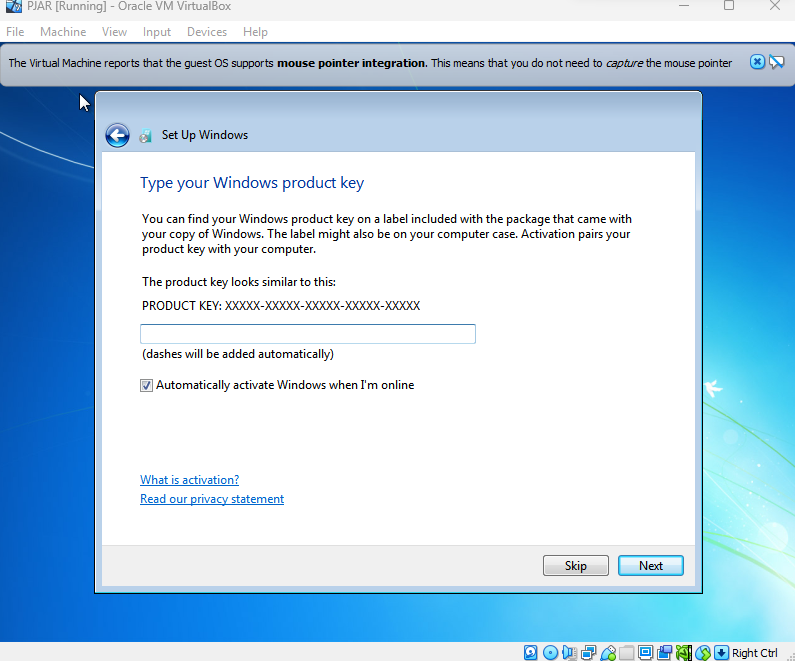 PJAR [Running] - Oracle VM VirtualBox
File Machine View Input Devices Help
The Virtual Machine reports that the guest OS supports mouse pointer integration. This means that you do not need to capture the mouse pointer
Set Up Windows
Type your Windows product key
You can find your Windows product key on a label included with the package that came with
your copy of Windows. The label might also be on your computer case. Activation pairs your
product key with your computer.
The product key looks similar to this:
PRODUCT KEY: XXXXX-XXXXX-XXXXX-XXXXX-XXXXX
(dashes will be added automatically)
Automatically activate Windows when I'm online
What is activation?
Read our privacy statement
Skip Next
Right Ctrl